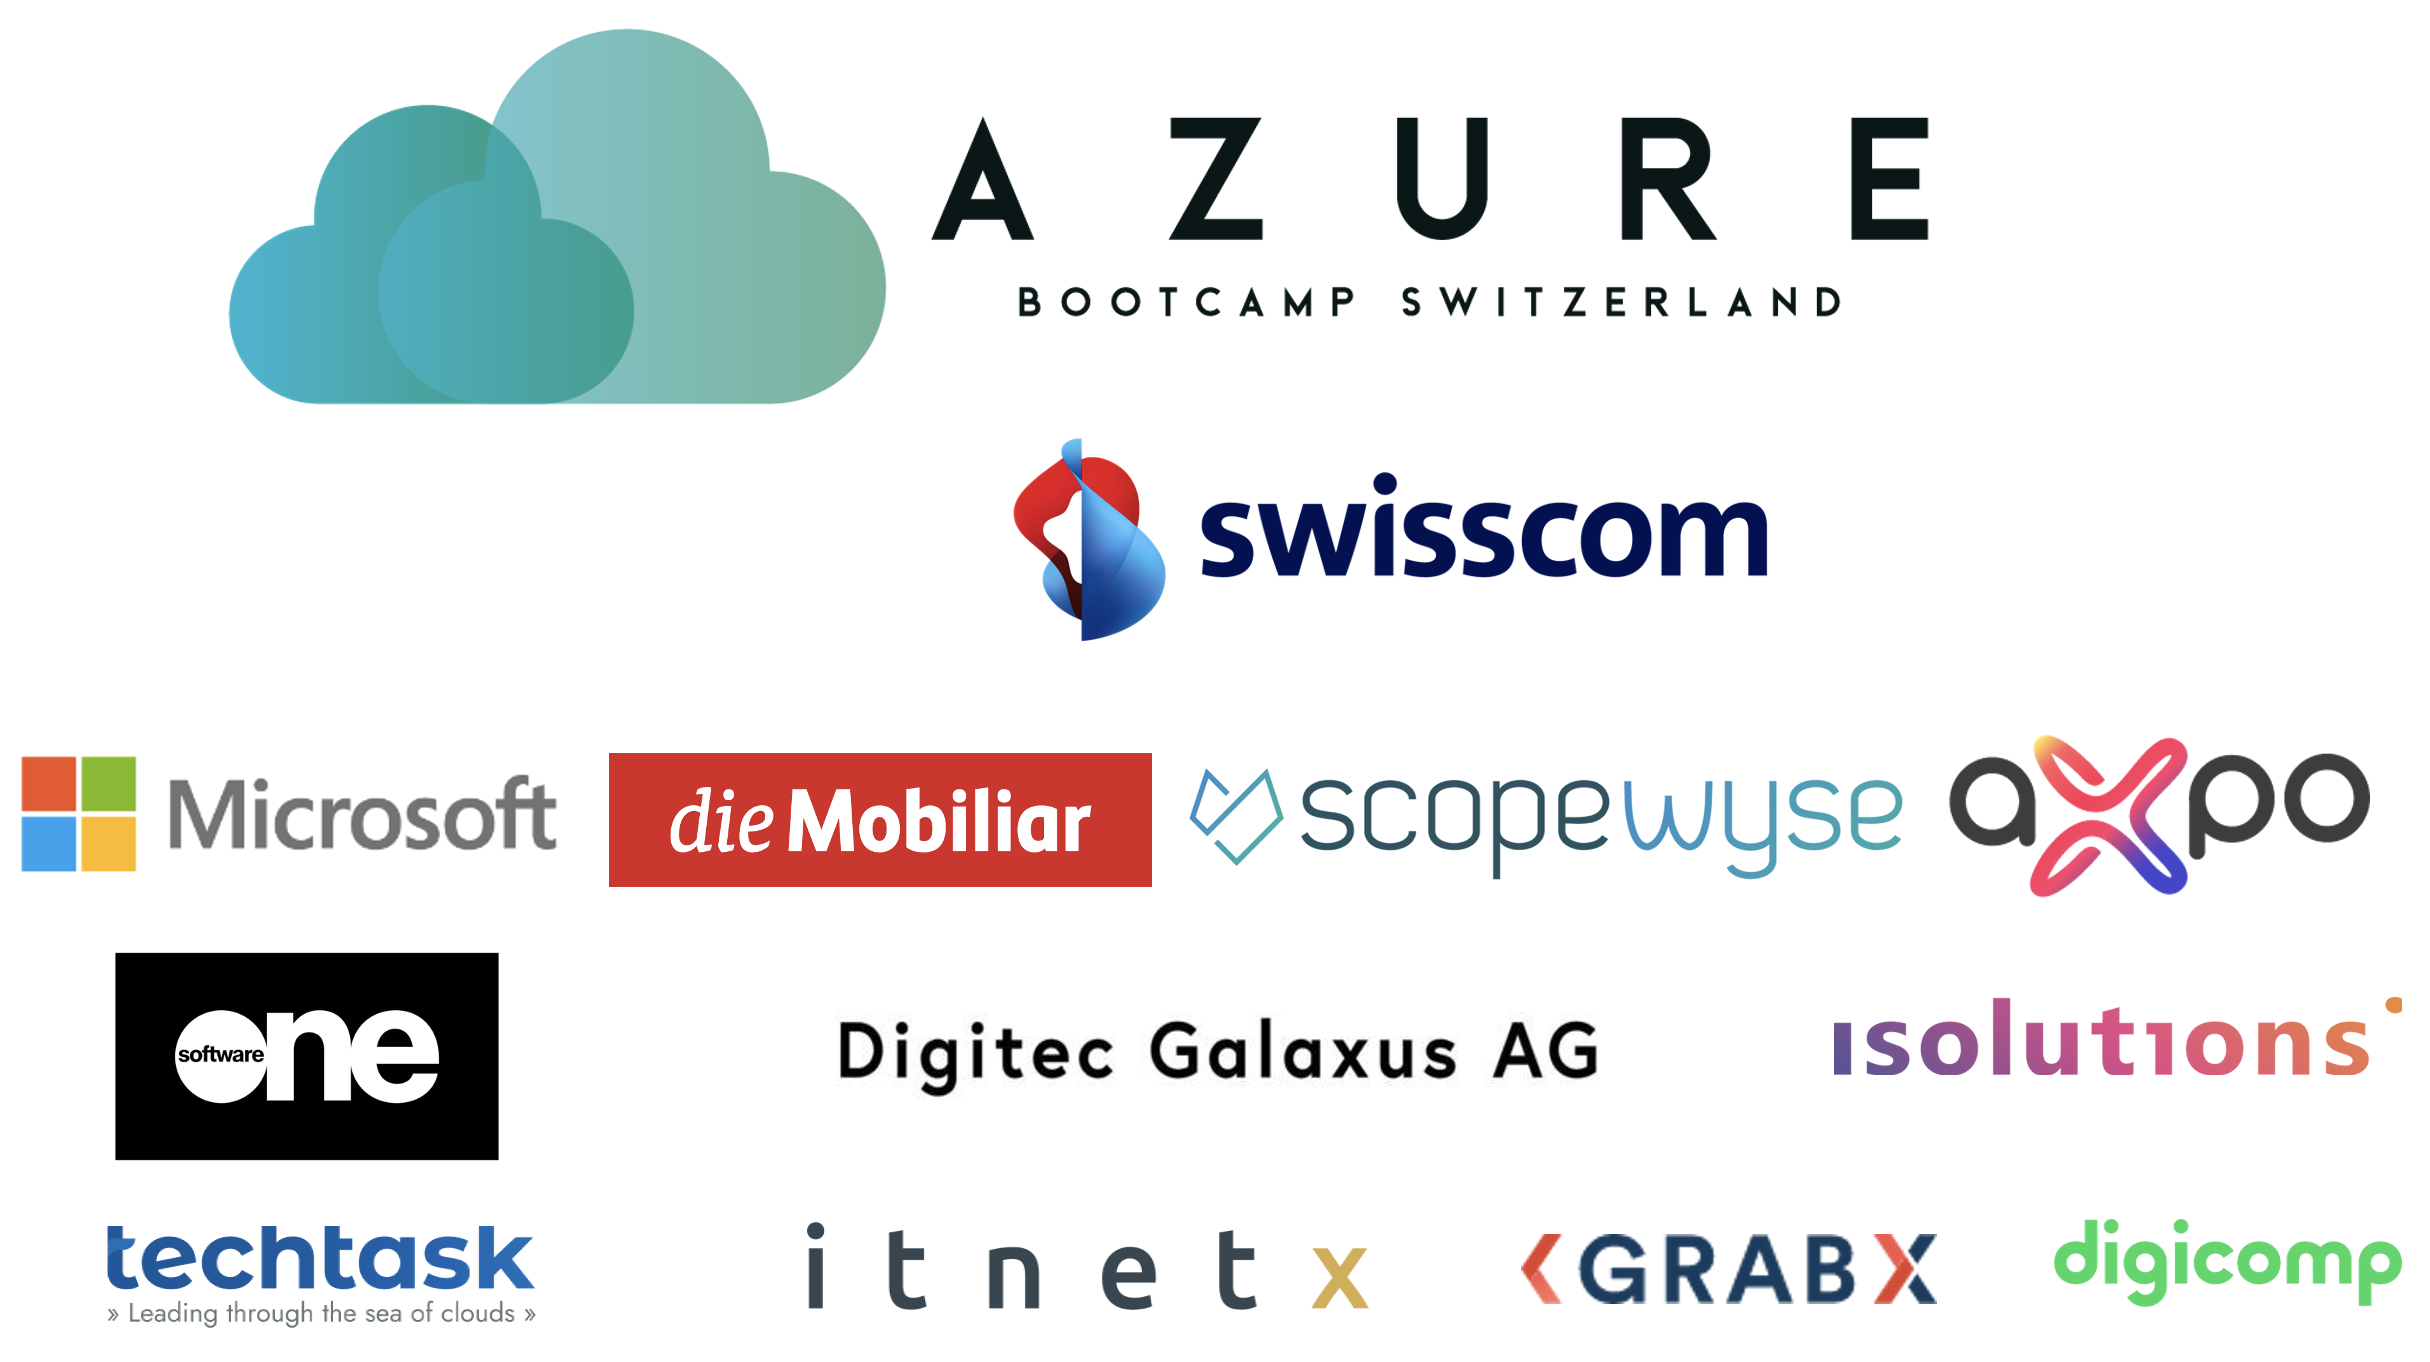 AZURE
BOOTCAMP SWITZERLAND
swisscom
Microsoft
die Mobiliar
scopewyse
axpo
software one
Digitec Galaxus AG
isolutions
techtask
» Leading through the sea of clouds »
itnetx
GRABX
digicomp